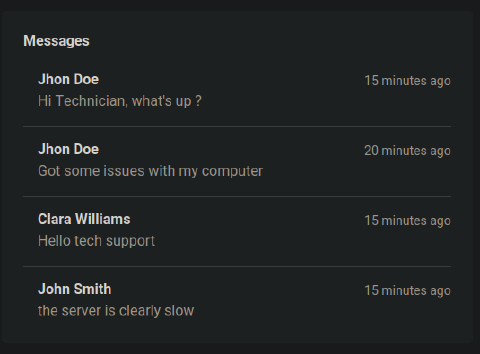 Messages
Jhon Doe 15 minutes ago
Hi Technician, what's up ?
Jhon Doe 20 minutes ago
Got some issues with my computer
Clara Williams 15 minutes ago
Hello tech support
John Smith 15 minutes ago
the server is clearly slow